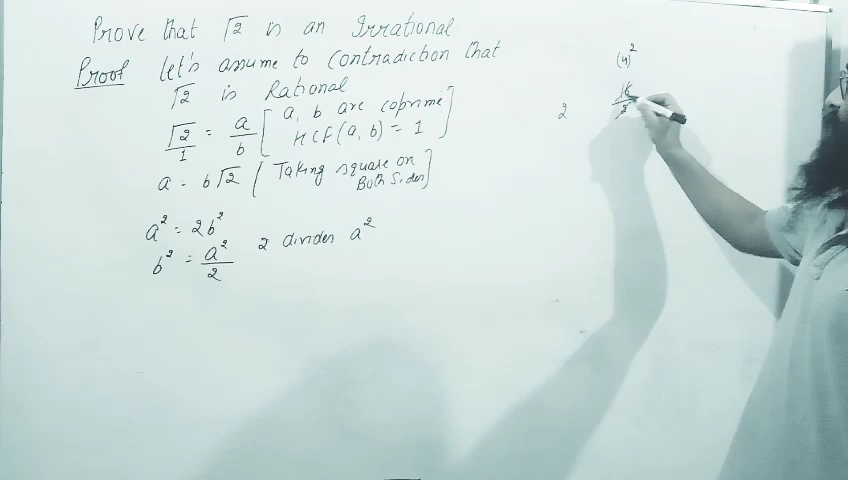 Prove that √2 is an Irrational
Proof Let's assume to contradiction that
√2 is Rational
√2/1 = a/b [a, b are coprime
HCF(a, b) = 1]
a = b√2 [Taking square on
Both Sides]
a² = 2b²
b² = a²/2 2 divides a²
(4)²
2 16/2